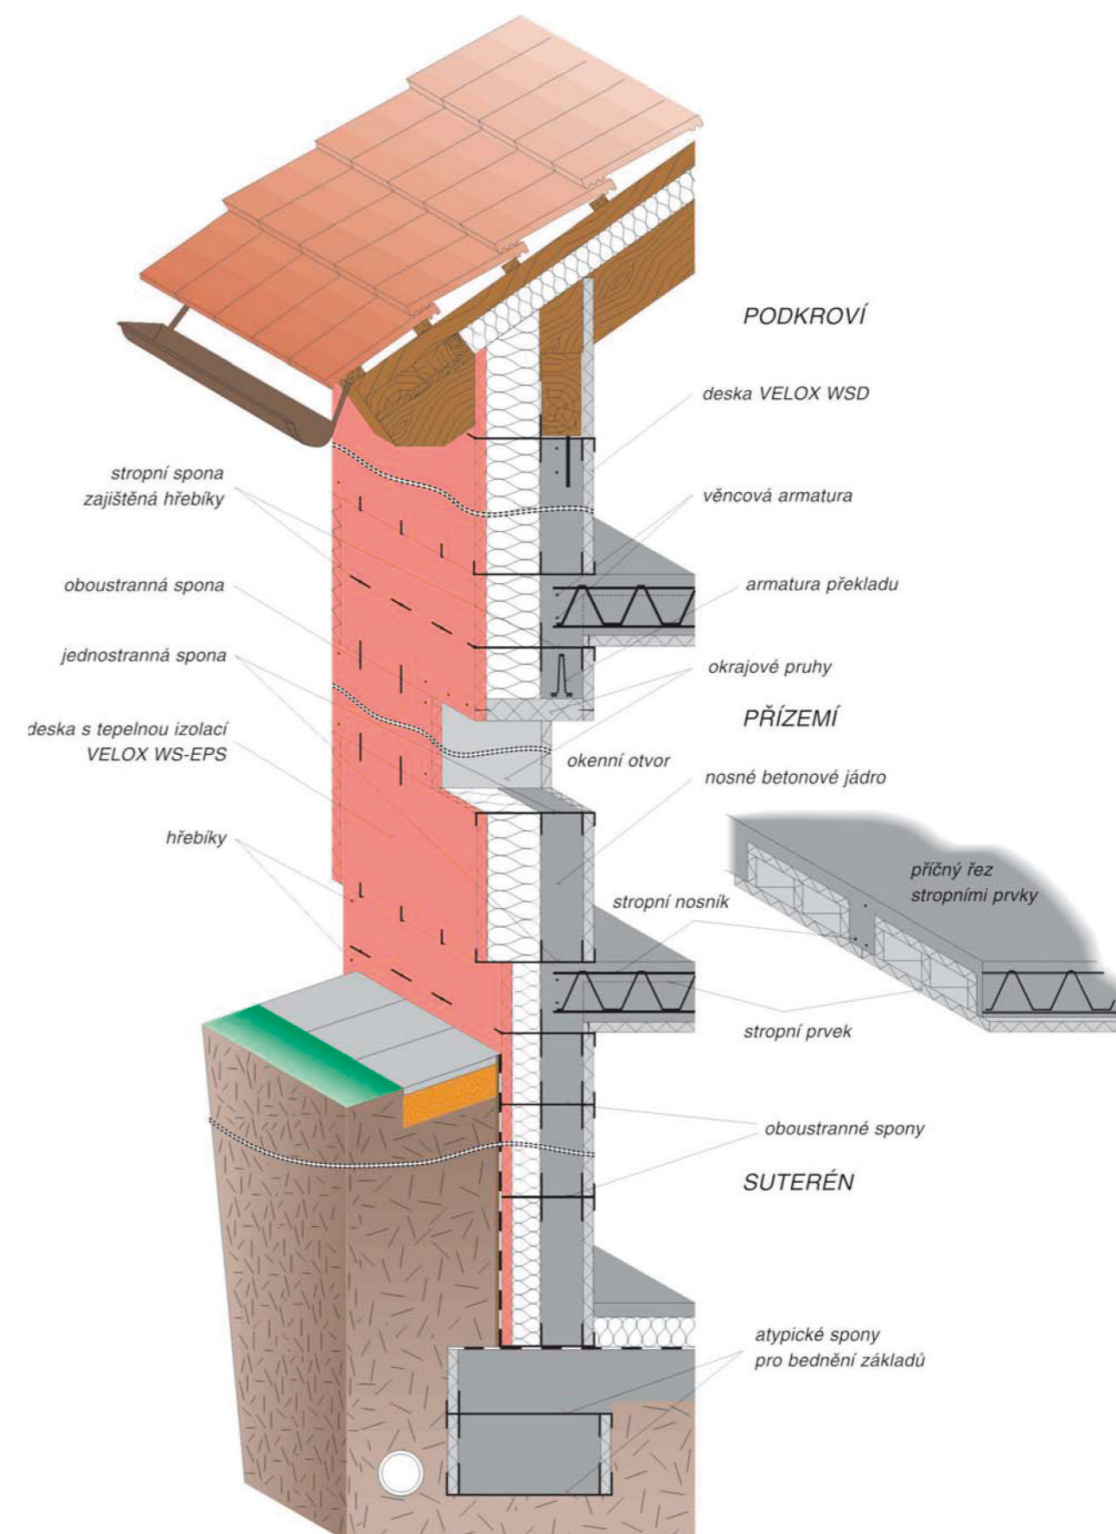 PODKROVÍ
deska VELOX WSD
stropní spona
zajištěná hřebíky
věncová armatura
oboustranná spona
armatura překladu
jednostranná spona
okrajové pruhy
deska s tepelnou izolací
VELOX WS-EPS
PŘÍZEMÍ
okenní otvor
nosné betonové jádro
hřebíky
příčný řez
stropními prvky
stropní nosník
stropní prvek
oboustranné spony
SUTERÉN
atypické spony
pro bednění základů